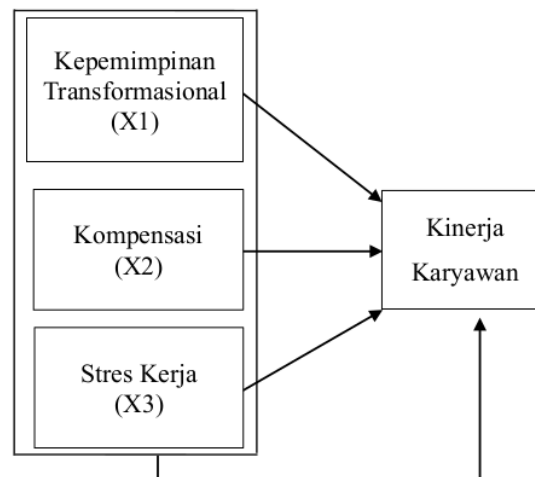 Kepemimpinan
Transformasional
(X1)
Kompensasi
(X2)
Stres Kerja
(X3)
Kinerja
Karyawan